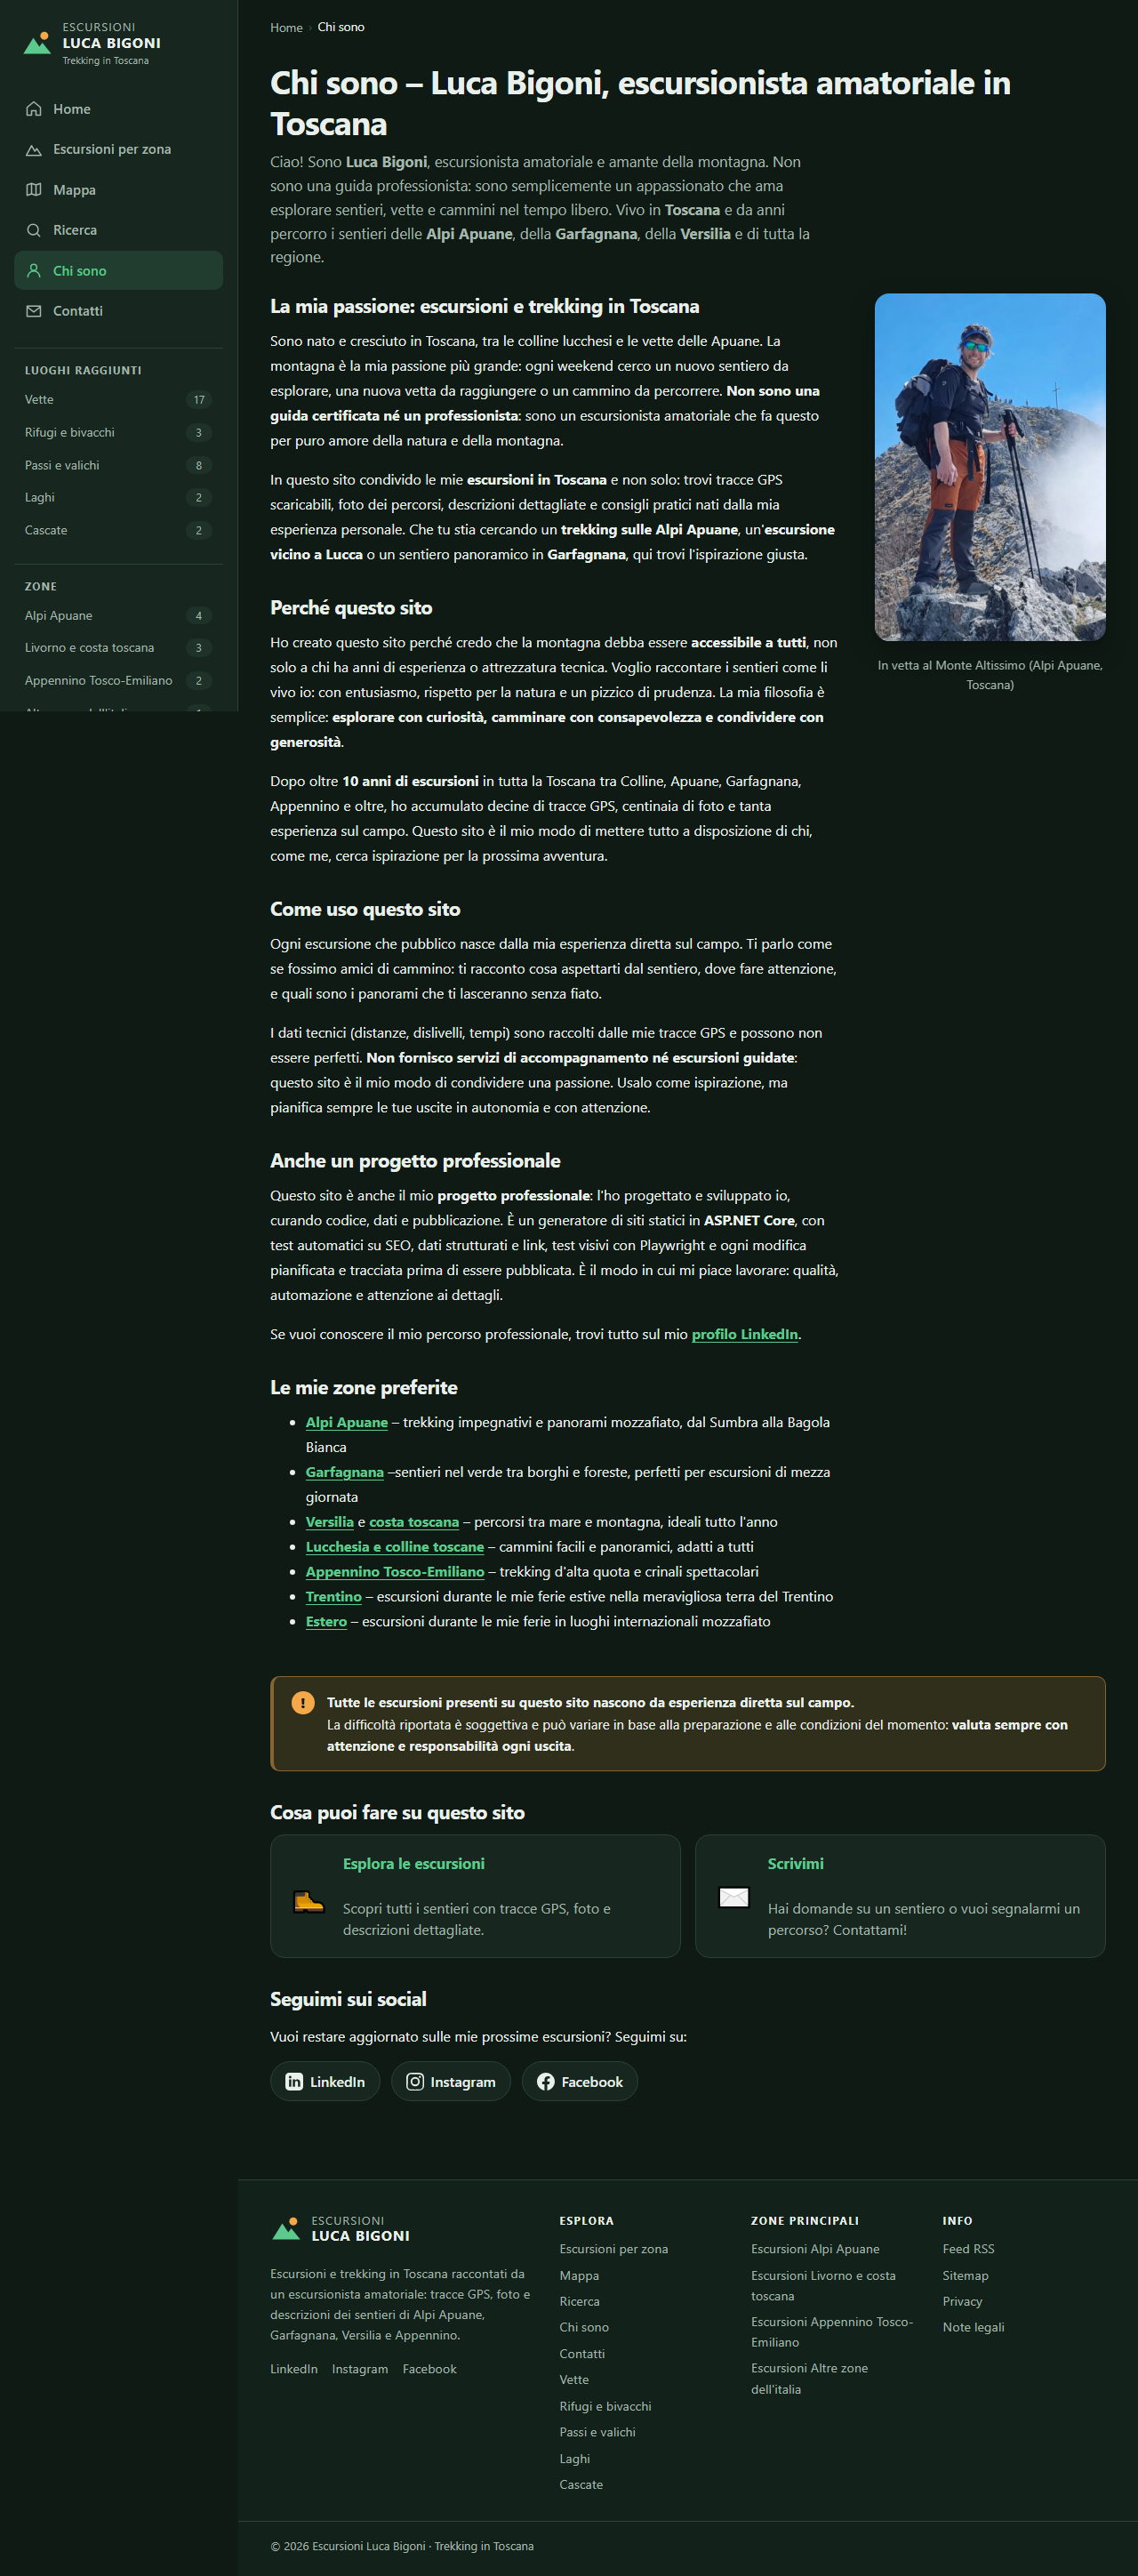 ESCURSIONI
LUCA BIGONI
Trekking in Toscana
Home
Escursioni per zona
Mappa
Ricerca
Chi sono
Contatti
LUOGHI RAGGIUNTI
Vette 17
Rifugi e bivacchi 3
Passi e valichi 8
Laghi 2
Cascate 2
ZONE
Alpi Apuane 4
Livorno e costa toscana 3
Appennino Tosco-Emiliano 2
Home › Chi sono
Chi sono – Luca Bigoni, escursionista amatoriale in
Toscana
Ciao! Sono Luca Bigoni, escursionista amatoriale e amante della montagna. Non
sono una guida professionista: sono semplicemente un appassionato che ama
esplorare sentieri, vette e cammini nel tempo libero. Vivo in Toscana e da anni
percorro i sentieri delle Alpi Apuane, della Garfagnana, della Versilia e di tutta la
regione.
La mia passione: escursioni e trekking in Toscana
Sono nato e cresciuto in Toscana, tra le colline lucchesi e le vette delle Apuane. La
montagna è la mia passione più grande: ogni weekend cerco un nuovo sentiero da
esplorare, una nuova vetta da raggiungere o un cammino da percorrere. Non sono una
guida certificata né un professionista: sono un escursionista amatoriale che fa questo
per puro amore della natura e della montagna.
In questo sito condivido le mie escursioni in Toscana e non solo: trovi tracce GPS
scaricabili, foto dei percorsi, descrizioni dettagliate e consigli pratici nati dalla mia
esperienza personale. Che tu stia cercando un trekking sulle Alpi Apuane, un'escursione
vicino a Lucca o un sentiero panoramico in Garfagnana, qui trovi l'ispirazione giusta.
In vetta al Monte Altissimo (Alpi Apuane,
Toscana)
Perché questo sito
Ho creato questo sito perché credo che la montagna debba essere accessibile a tutti, non
solo a chi ha anni di esperienza o attrezzatura tecnica. Voglio raccontare i sentieri come li
vivo io: con entusiasmo, rispetto per la natura e un pizzico di prudenza. La mia filosofia è
semplice: esplorare con curiosità, camminare con consapevolezza e condividere con
generosità.
Dopo oltre 10 anni di escursioni in tutta la Toscana tra Colline, Apuane, Garfagnana,
Appennino e oltre, ho accumulato decine di tracce GPS, centinaia di foto e tanta
esperienza sul campo. Questo sito è il mio modo di mettere tutto a disposizione di chi,
come me, cerca ispirazione per la prossima avventura.
Come uso questo sito
Ogni escursione che pubblico nasce dalla mia esperienza diretta sul campo. Ti parlo come
se fossimo amici di cammino: ti racconto cosa aspettarti dal sentiero, dove fare attenzione,
e quali sono i panorami che ti lasceranno senza fiato.
I dati tecnici (distanze, dislivelli, tempi) sono raccolti dalle mie tracce GPS e possono non
essere perfetti. Non fornisco servizi di accompagnamento né escursioni guidate:
questo sito è il mio modo di condividere una passione. Usalo come ispirazione, ma
pianifica sempre le tue uscite in autonomia e con attenzione.
Anche un progetto professionale
Questo sito è anche il mio progetto professionale: l'ho progettato e sviluppato io,
curando codice, dati e pubblicazione. È un generatore di siti statici in ASP.NET Core, con
test automatici su SEO, dati strutturati e link, test visivi con Playwright e ogni modifica
pianificata e tracciata prima di essere pubblicata. È il modo in cui mi piace lavorare: qualità,
automazione e attenzione ai dettagli.
Se vuoi conoscere il mio percorso professionale, trovi tutto sul mio profilo LinkedIn.
Le mie zone preferite
• Alpi Apuane – trekking impegnativi e panorami mozzafiato, dal Sumbra alla Bagola
Bianca
• Garfagnana –sentieri nel verde tra borghi e foreste, perfetti per escursioni di mezza
giornata
• Versilia e costa toscana – percorsi tra mare e montagna, ideali tutto l'anno
• Lucchesia e colline toscane – cammini facili e panoramici, adatti a tutti
• Appennino Tosco-Emiliano – trekking d'alta quota e crinali spettacolari
• Trentino – escursioni durante le mie ferie estive nella meravigliosa terra del Trentino
• Estero – escursioni durante le mie ferie in luoghi internazionali mozzafiato
! Tutte le escursioni presenti su questo sito nascono da esperienza diretta sul campo.
La difficoltà riportata è soggettiva e può variare in base alla preparazione e alle condizioni del momento: valuta sempre con
attenzione e responsabilità ogni uscita.
Cosa puoi fare su questo sito
Esplora le escursioni
Scopri tutti i sentieri con tracce GPS, foto e
descrizioni dettagliate.
Scrivimi
Hai domande su un sentiero o vuoi segnalarmi un
percorso? Contattami!
Seguimi sui social
Vuoi restare aggiornato sulle mie prossime escursioni? Seguimi su:
LinkedIn Instagram Facebook
ESCURSIONI
LUCA BIGONI
Escursioni e trekking in Toscana raccontati da
un escursionista amatoriale: tracce GPS, foto e
descrizioni dei sentieri di Alpi Apuane,
Garfagnana, Versilia e Appennino.
LinkedIn Instagram Facebook
ESPLORA
Escursioni per zona
Mappa
Ricerca
Chi sono
Contatti
Vette
Rifugi e bivacchi
Passi e valichi
Laghi
Cascate
ZONE PRINCIPALI
Escursioni Alpi Apuane
Escursioni Livorno e costa
toscana
Escursioni Appennino Tosco-
Emiliano
Escursioni Altre zone
dell'italia
INFO
Feed RSS
Sitemap
Privacy
Note legali
© 2026 Escursioni Luca Bigoni · Trekking in Toscana